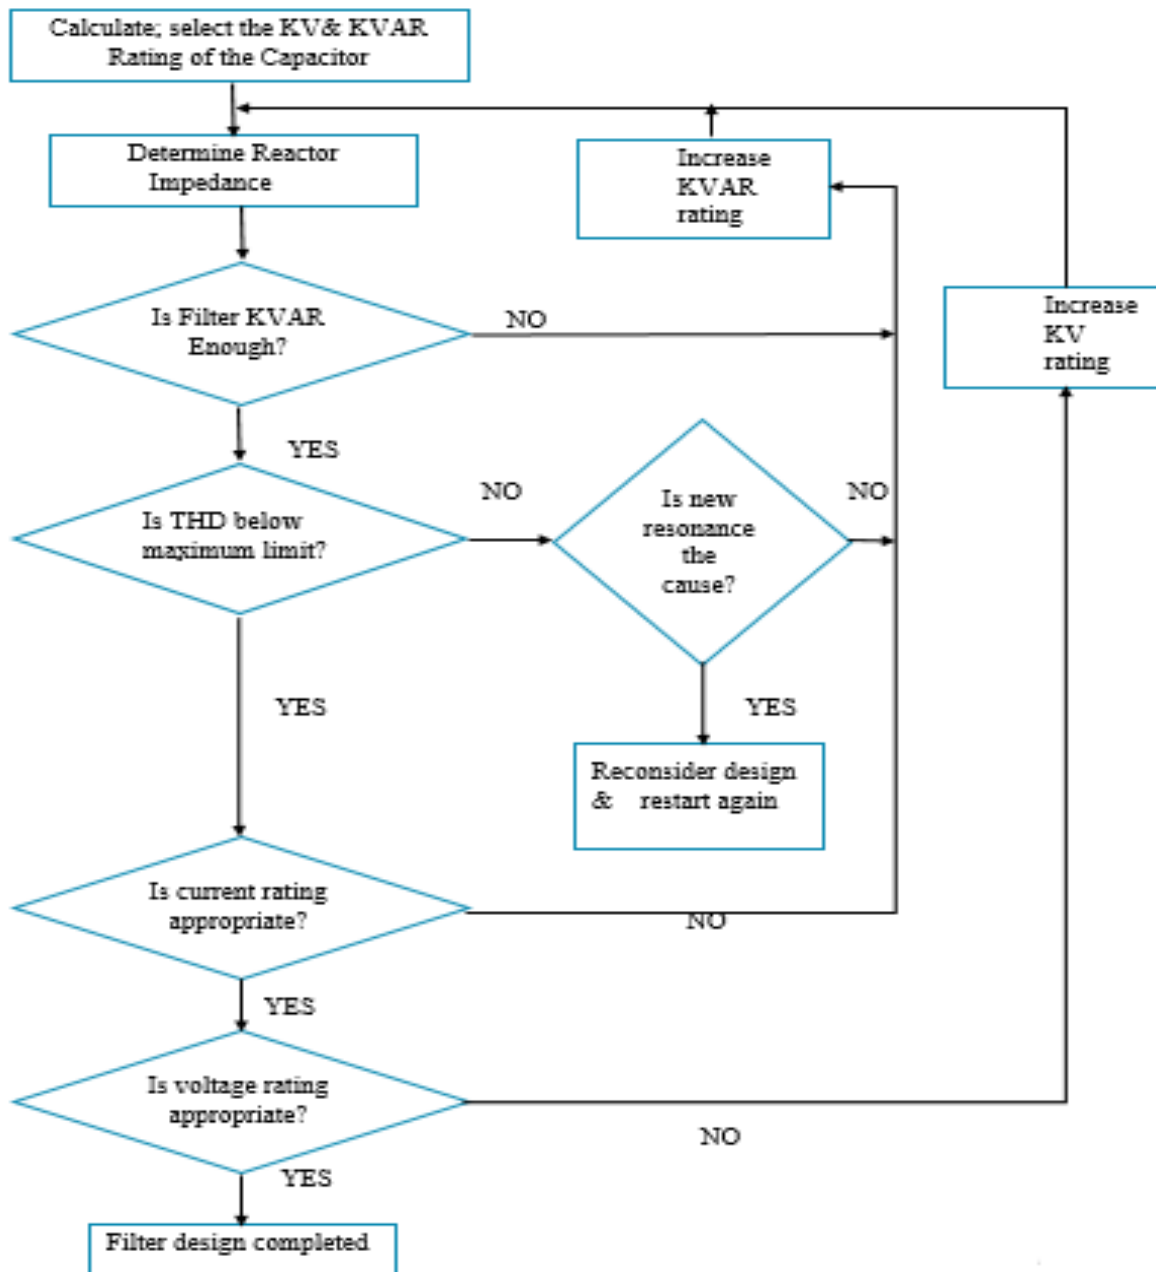 Calculate; select the KV& KVAR
Rating of the Capacitor
Determine Reactor
Impedance
Increase
KVAR
rating
Is Filter KVAR
Enough?
NO
Increase
KV
rating
YES
Is THD below
maximum limit?
NO
Is new
resonance
the
cause?
NO
YES
YES
Reconsider design
& restart again
Is current rating
appropriate?
NO
YES
Is voltage rating
appropriate?
NO
YES
Filter design completed